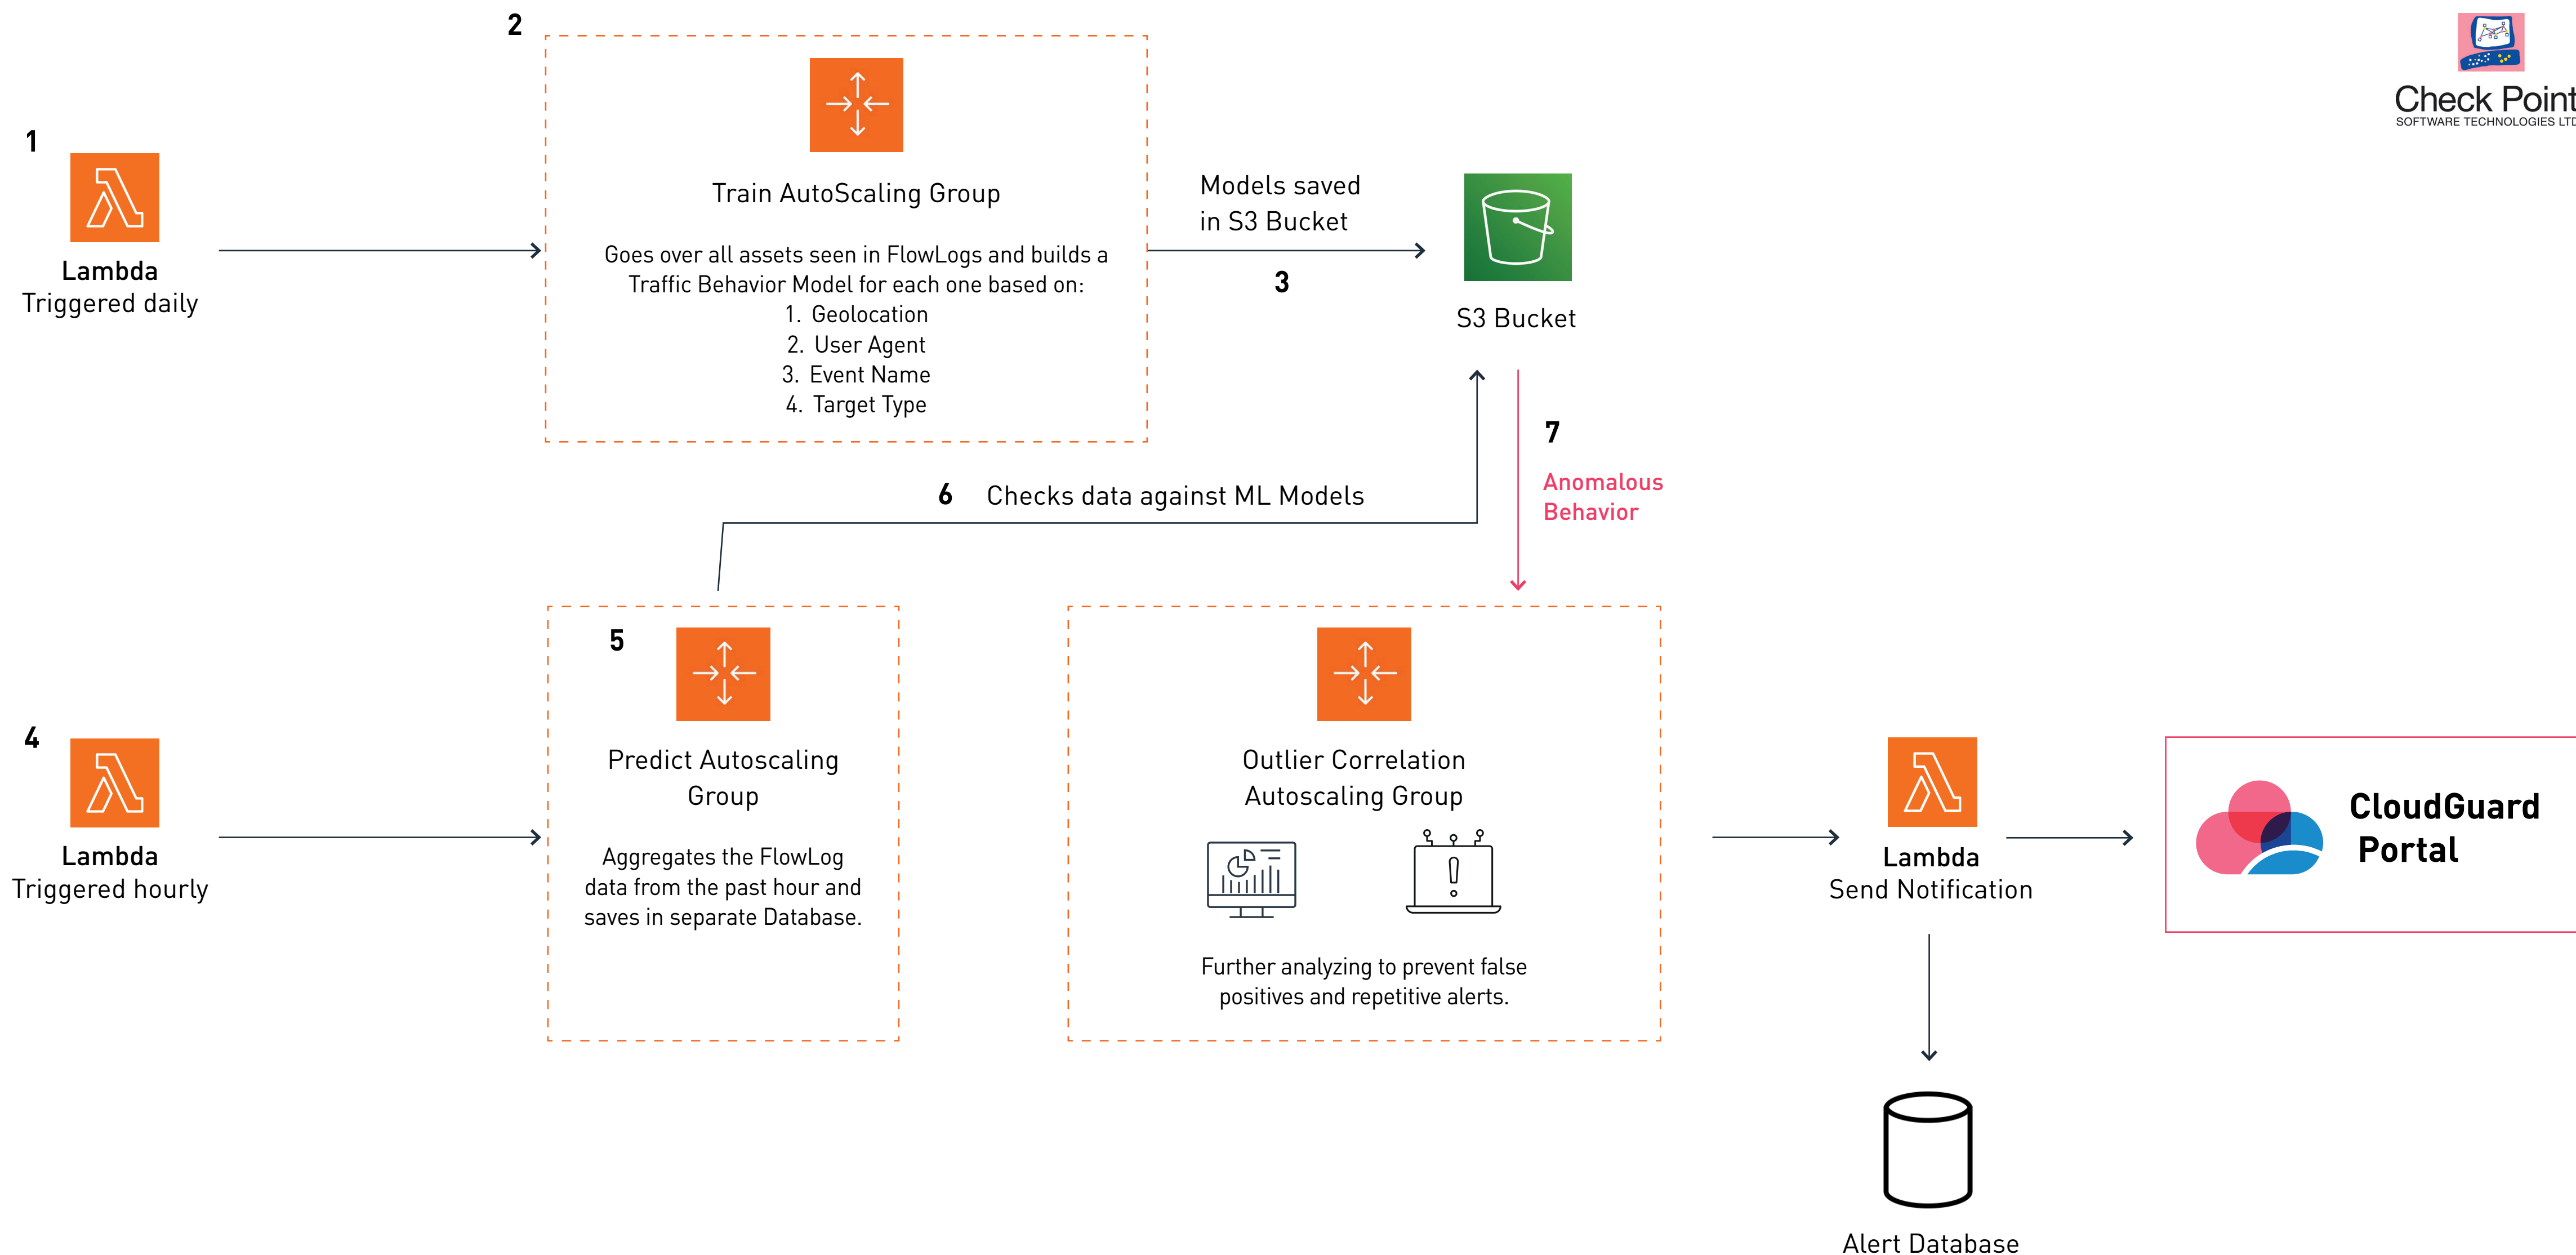 Check Point
SOFTWARE TECHNOLOGIES LTD
1
Lambda
Triggered daily
2
Train AutoScaling Group
Goes over all assets seen in FlowLogs and builds a
Traffic Behavior Model for each one based on:
1. Geolocation
2. User Agent
3. Event Name
4. Target Type
Models saved
in S3 Bucket
3
S3 Bucket
7
Anomalous
Behavior
6 Checks data against ML Models
4
Lambda
Triggered hourly
5
Predict Autoscaling
Group
Aggregates the FlowLog
data from the past hour and
saves in separate Database.
Outlier Correlation
Autoscaling Group
Further analyzing to prevent false
positives and repetitive alerts.
Lambda
Send Notification
CloudGuard
Portal
Alert Database